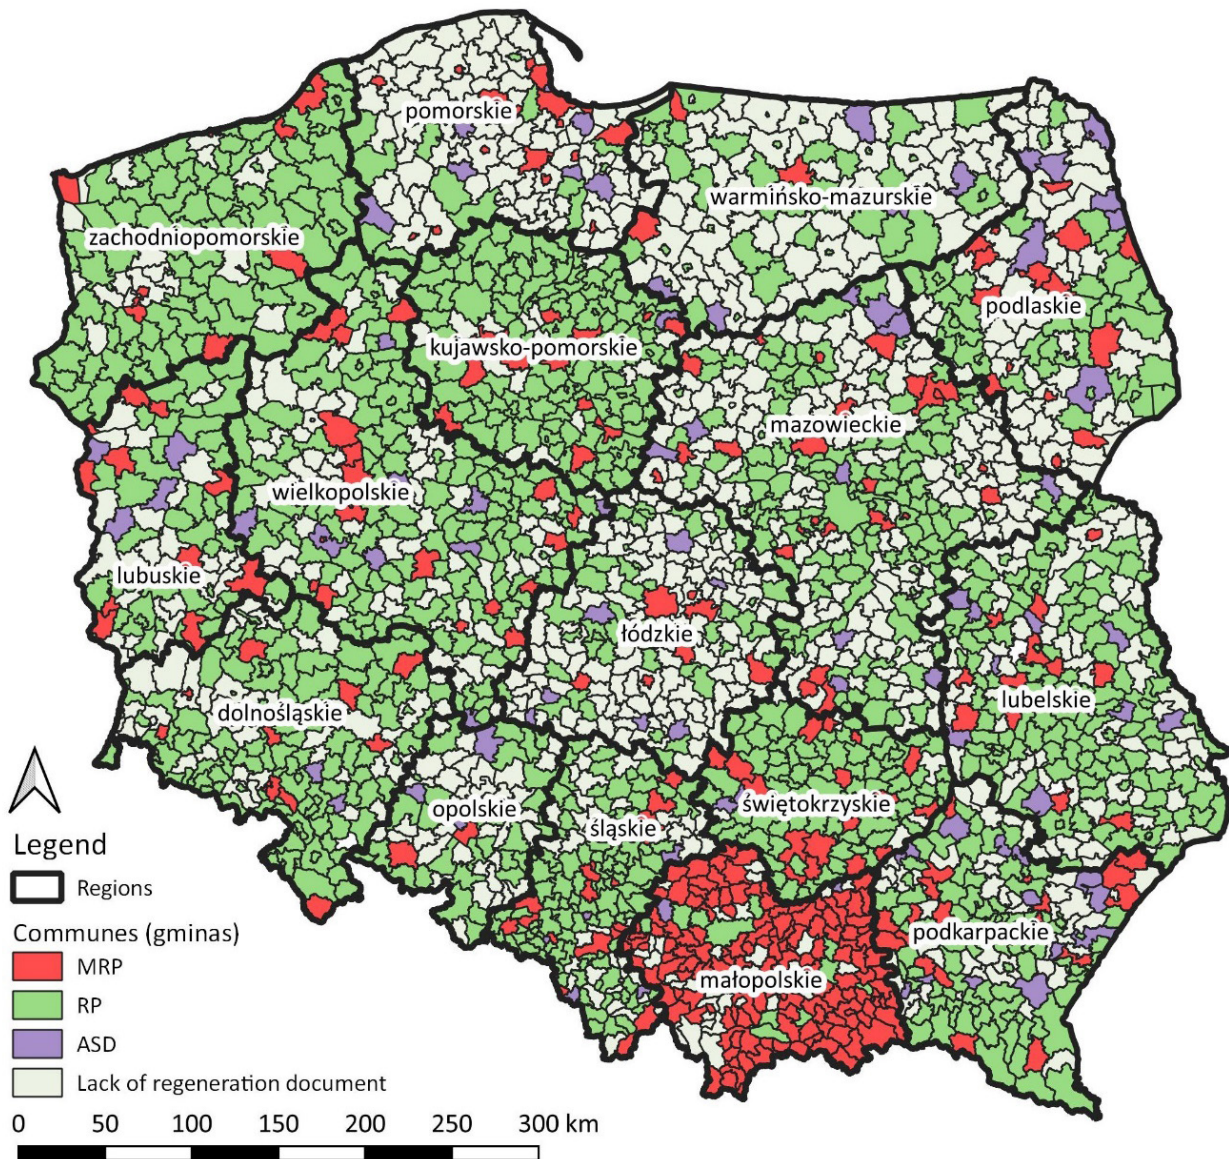 pomorskie
warmińsko-mazurskie
zachodniopomorskie
podlaskie
kujawsko-pomorskie
mazowieckie
wielkopolskie
lubuskie
łódzkie
lubelskie
dolnośląskie
opolskie
śląskie
świętokrzyskie
podkarpackie
małopolskie
Legend
Regions
Communes (gminas)
MRP
RP
ASD
Lack of regeneration document
0 50 100 150 200 250 300 km